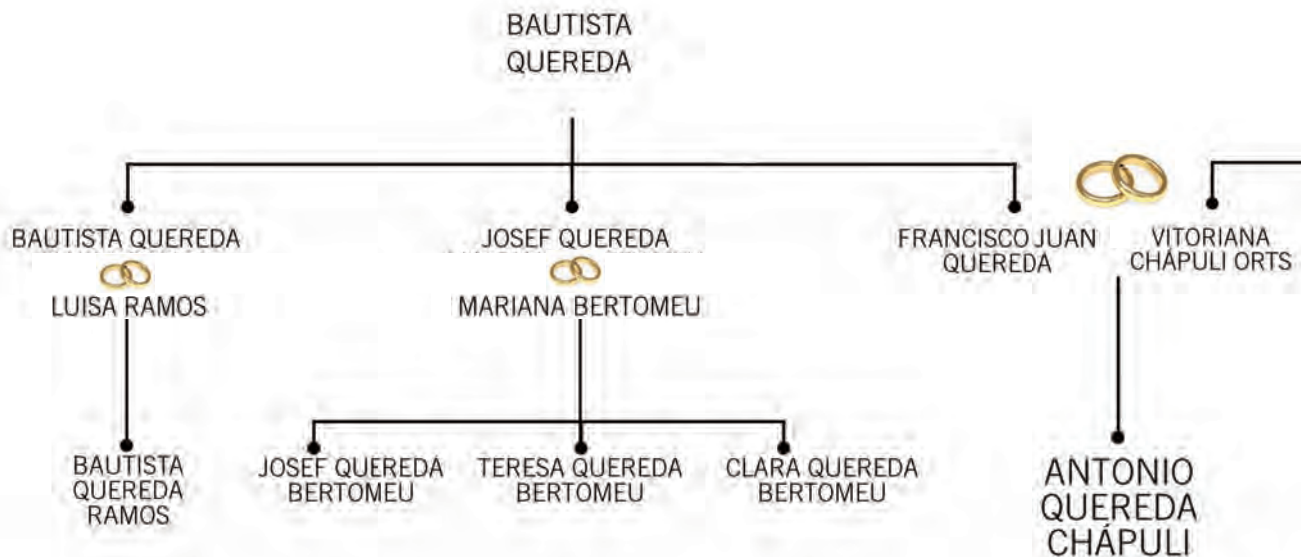 BAUTISTA
QUEREDA
BAUTISTA QUEREDA
LUISA RAMOS
JOSEF QUEREDA
MARIANA BERTOMEU
FRANCISCO JUAN
QUEREDA
VITORIANA
CHÁPULI ORTS
BAUTISTA
QUEREDA
RAMOS
JOSEF QUEREDA
BERTOMEU
TERESA QUEREDA
BERTOMEU
CLARA QUEREDA
BERTOMEU
ANTONIO
QUEREDA
CHÁPULI